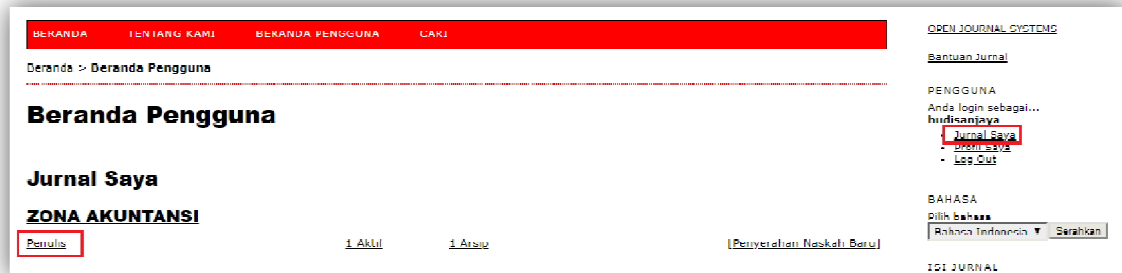 BERANDA TENTANG KAMI BERANDA PENGGUNA CARI
Beranda > Beranda Pengguna
Beranda Pengguna
Jurnal Saya
ZONA AKUNTANSI
Penulis 1 Aktif 1 Arsip [Penyerahan Naskah Baru]
OPEN JOURNAL SYSTEMS
Bantuan Jurnal
PENGGUNA
Anda login sebagai...
budisanjaya
Jurnal Saya
Profil Saya
Log Out
BAHASA
Pilih bahasa
Bahasa Indonesia Serahkan
ISI JURNAL